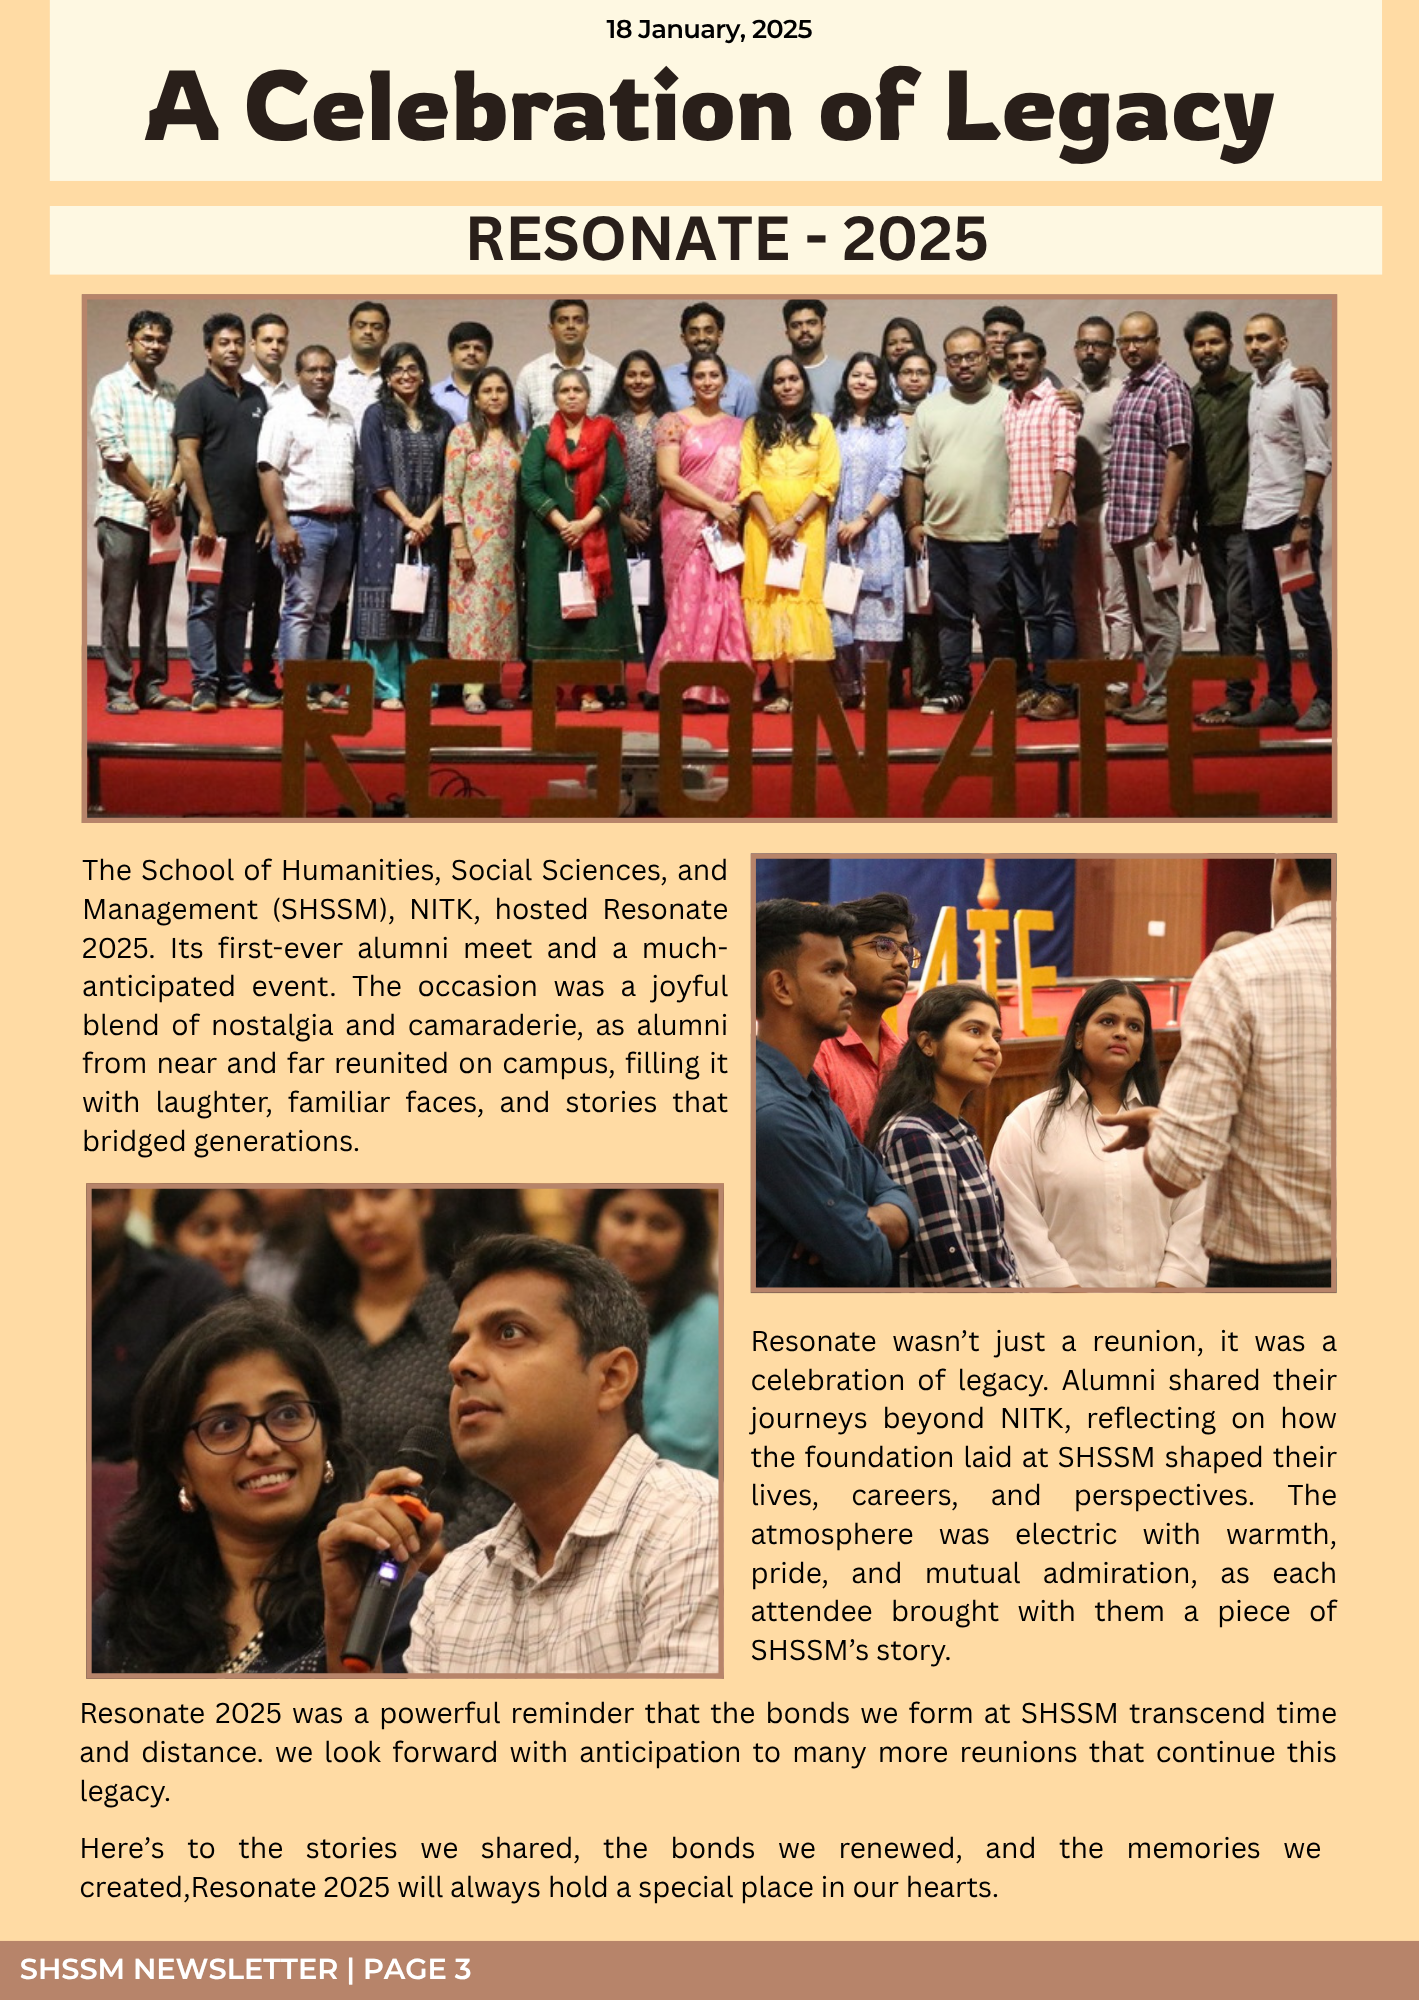 18 January, 2025
A Celebration of Legacy
RESONATE - 2025
RESONATE
The School of Humanities, Social Sciences, and
Management (SHSSM), NITK, hosted Resonate
2025. Its first-ever alumni meet and a much-
anticipated event. The occasion was a joyful
blend of nostalgia and camaraderie, as alumni
from near and far reunited on campus, filling it
with laughter, familiar faces, and stories that
bridged generations.
ATE
Resonate wasn’t just a reunion, it was a
celebration of legacy. Alumni shared their
journeys beyond NITK, reflecting on how
the foundation laid at SHSSM shaped their
lives, careers, and perspectives. The
atmosphere was electric with warmth,
pride, and mutual admiration, as each
attendee brought with them a piece of
SHSSM’s story.
Resonate 2025 was a powerful reminder that the bonds we form at SHSSM transcend time
and distance. we look forward with anticipation to many more reunions that continue this
legacy.
Here’s to the stories we shared, the bonds we renewed, and the memories we
created,Resonate 2025 will always hold a special place in our hearts.
SHSSM NEWSLETTER | PAGE 3